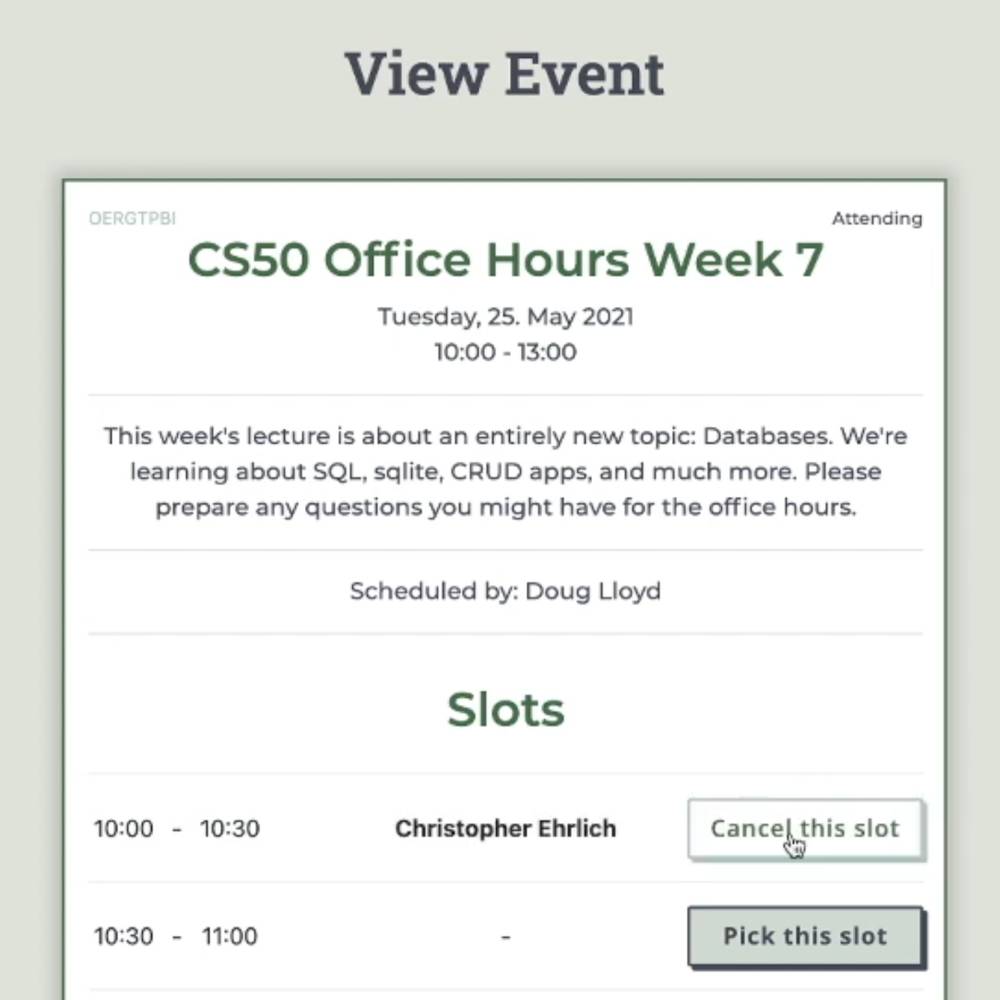 View Event
OERGTPBI
Attending
CS50 Office Hours Week 7
Tuesday, 25. May 2021
10:00 - 13:00
This week's lecture is about an entirely new topic: Databases. We're
learning about SQL, sqlite, CRUD apps, and much more. Please
prepare any questions you might have for the office hours.
Scheduled by: Doug Lloyd
Slots
10:00 - 10:30 Christopher Ehrlich Cancel this slot
10:30 - 11:00 - Pick this slot